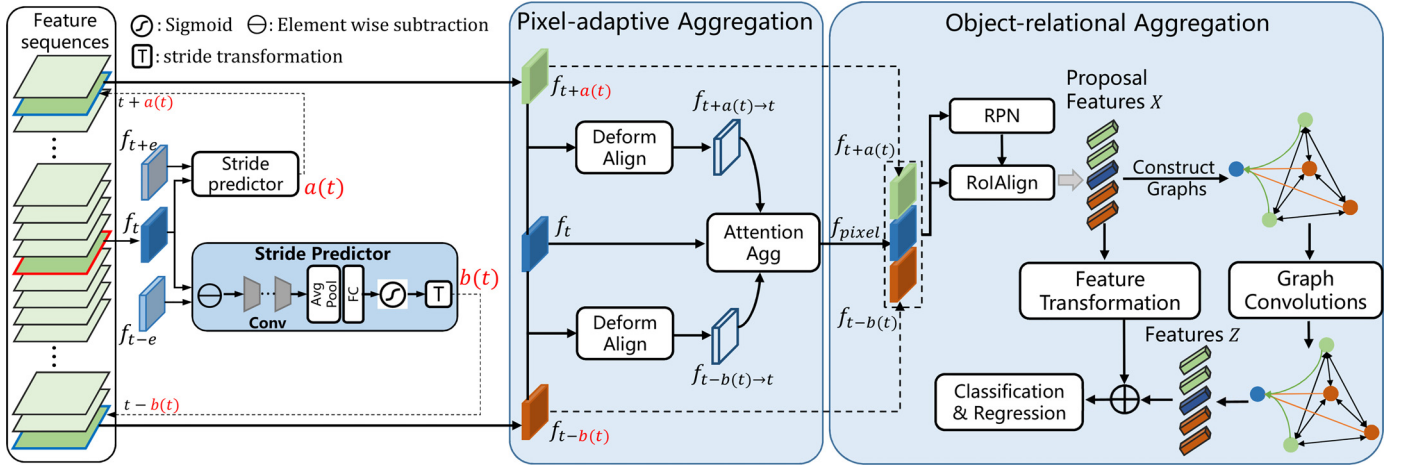 Feature
sequences
: Sigmoid
: Element wise subtraction
T : stride transformation
t + a(t)
f_{t+e}
Stride
predictor
a(t)
f_t
Stride Predictor
b(t)
Conv
Avg
Pool
FC
T
f_{t−e}
t − b(t)
Pixel-adaptive Aggregation
f_{t+a(t)}
Deform
Align
f_{t+a(t)→t}
f_t
Attention
Agg
Deform
Align
f_{t−b(t)→t}
f_{t−b(t)}
Object-relational Aggregation
f_{t+a(t)}
f_{pixel}
f_{t−b(t)}
RPN
RoIAlign
Proposal
Features X
Construct
Graphs
Feature
Transformation
Graph
Convolutions
Features Z
Classification
& Regression